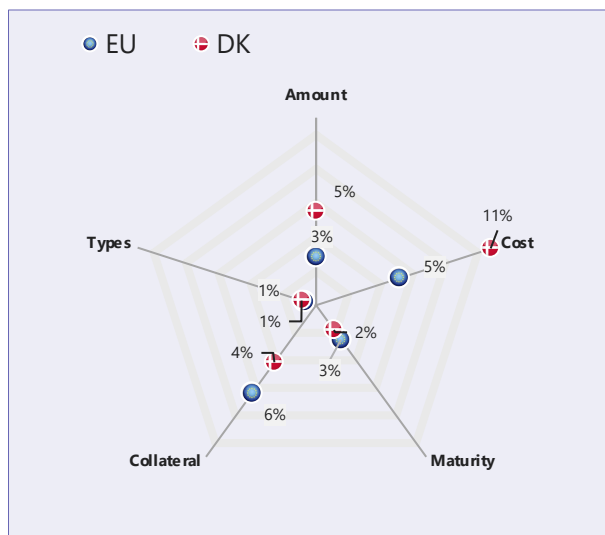 EU DK
Amount
5%
3%
11%
Cost
5%
Types
1%
1%
2%
3%
4%
6%
Collateral
Maturity